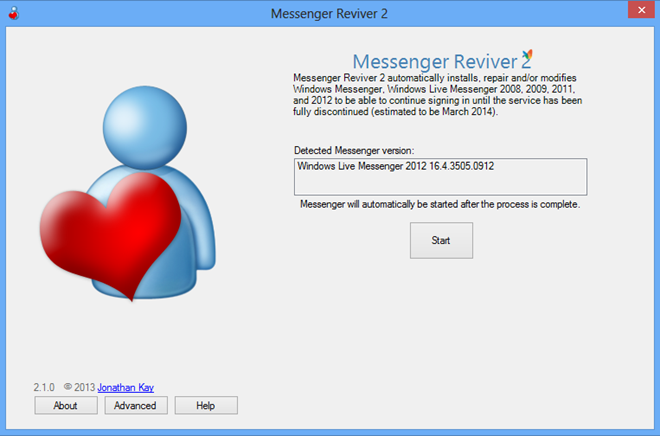 Messenger Reviver 2
Messenger Reviver 2
Messenger Reviver 2 automatically installs, repair and/or modifies
Windows Messenger, Windows Live Messenger 2008, 2009, 2011,
and 2012 to be able to continue signing in until the service has been
fully discontinued (estimated to be March 2014).
Detected Messenger version:
Windows Live Messenger 2012 16.4.3505.0912
Messenger will automatically be started after the process is complete.
Start
2.1.0 © 2013 Jonathan Kay
About Advanced Help